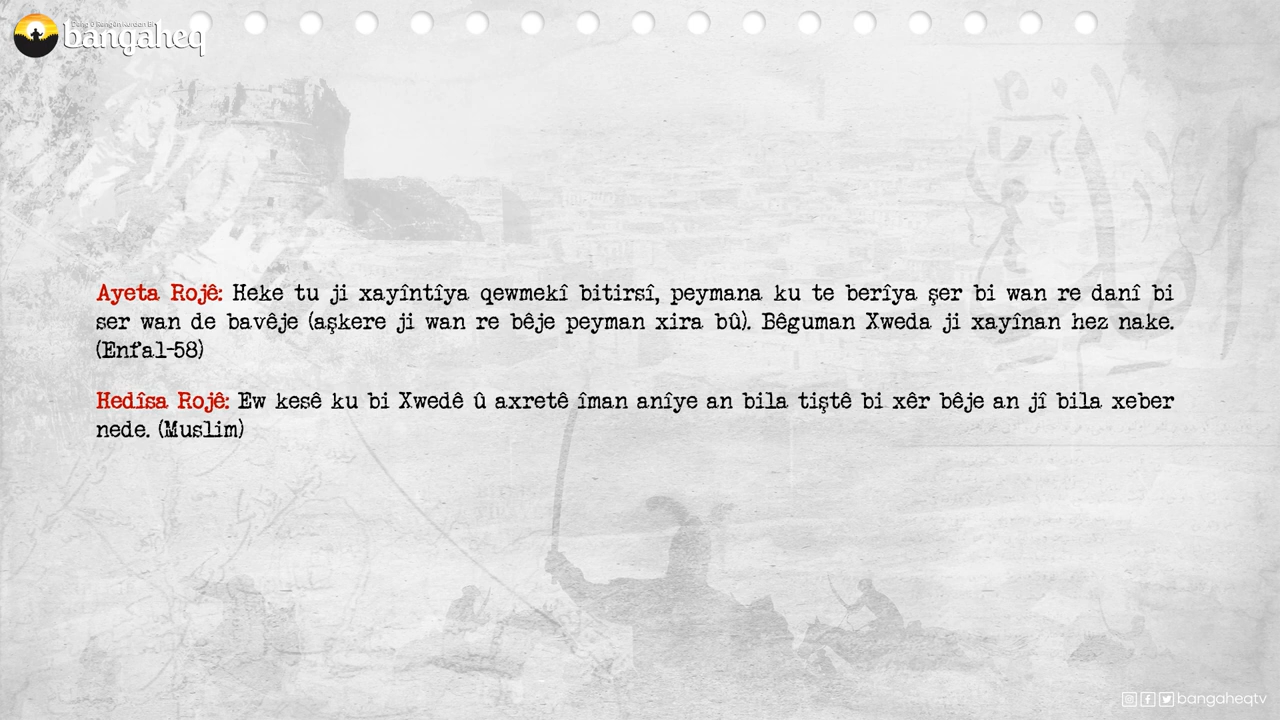 bangaheq
Ayeta Rojê: Heke tu ji xayîntîya qewmekî bitirsî, peymana ku te berîya şer bi wan re danî bi
ser wan de bavêje (aşkere ji wan re bêje peyman xira bû). Bêguman Xweda ji xayînan hez nake.
(Enfal-58)
Hedîsa Rojê: Ew kesê ku bi Xwedê û axretê îman anîye an bila tiştê bi xêr bêje an jî bila xeber
nede. (Muslim)
bangaheqtv